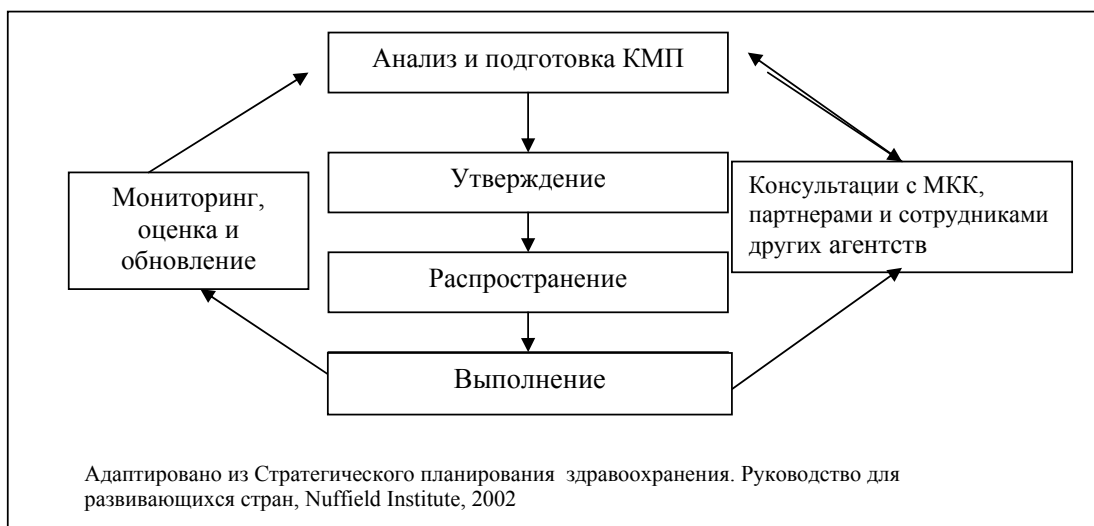 Анализ и подготовка КМП
Утверждение
Мониторинг,
оценка и
обновление
Консультации с МКК,
партнерами и сотрудниками
других агентств
Распространение
Выполнение
Адаптировано из Стратегического планирования здравоохранения. Руководство для
развивающихся стран, Nuffield Institute, 2002